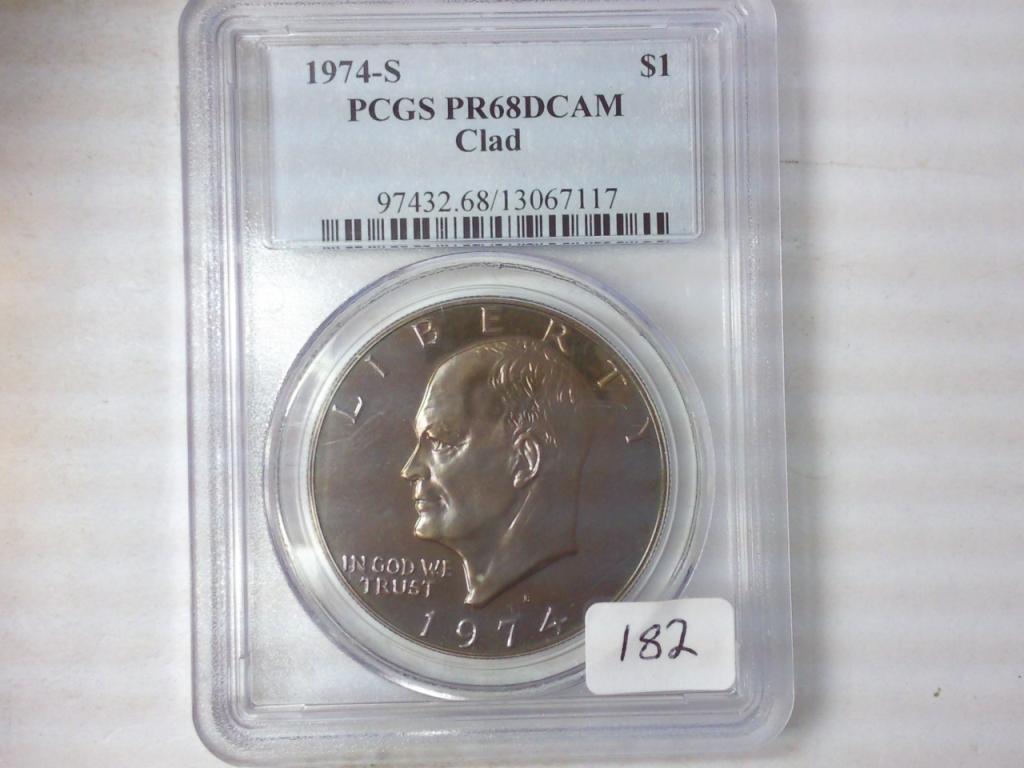 1974-S $1
PCGS PR68DCAM
Clad
97432.68/13067117
LIBERTY
IN GOD WE
TRUST
1974
182